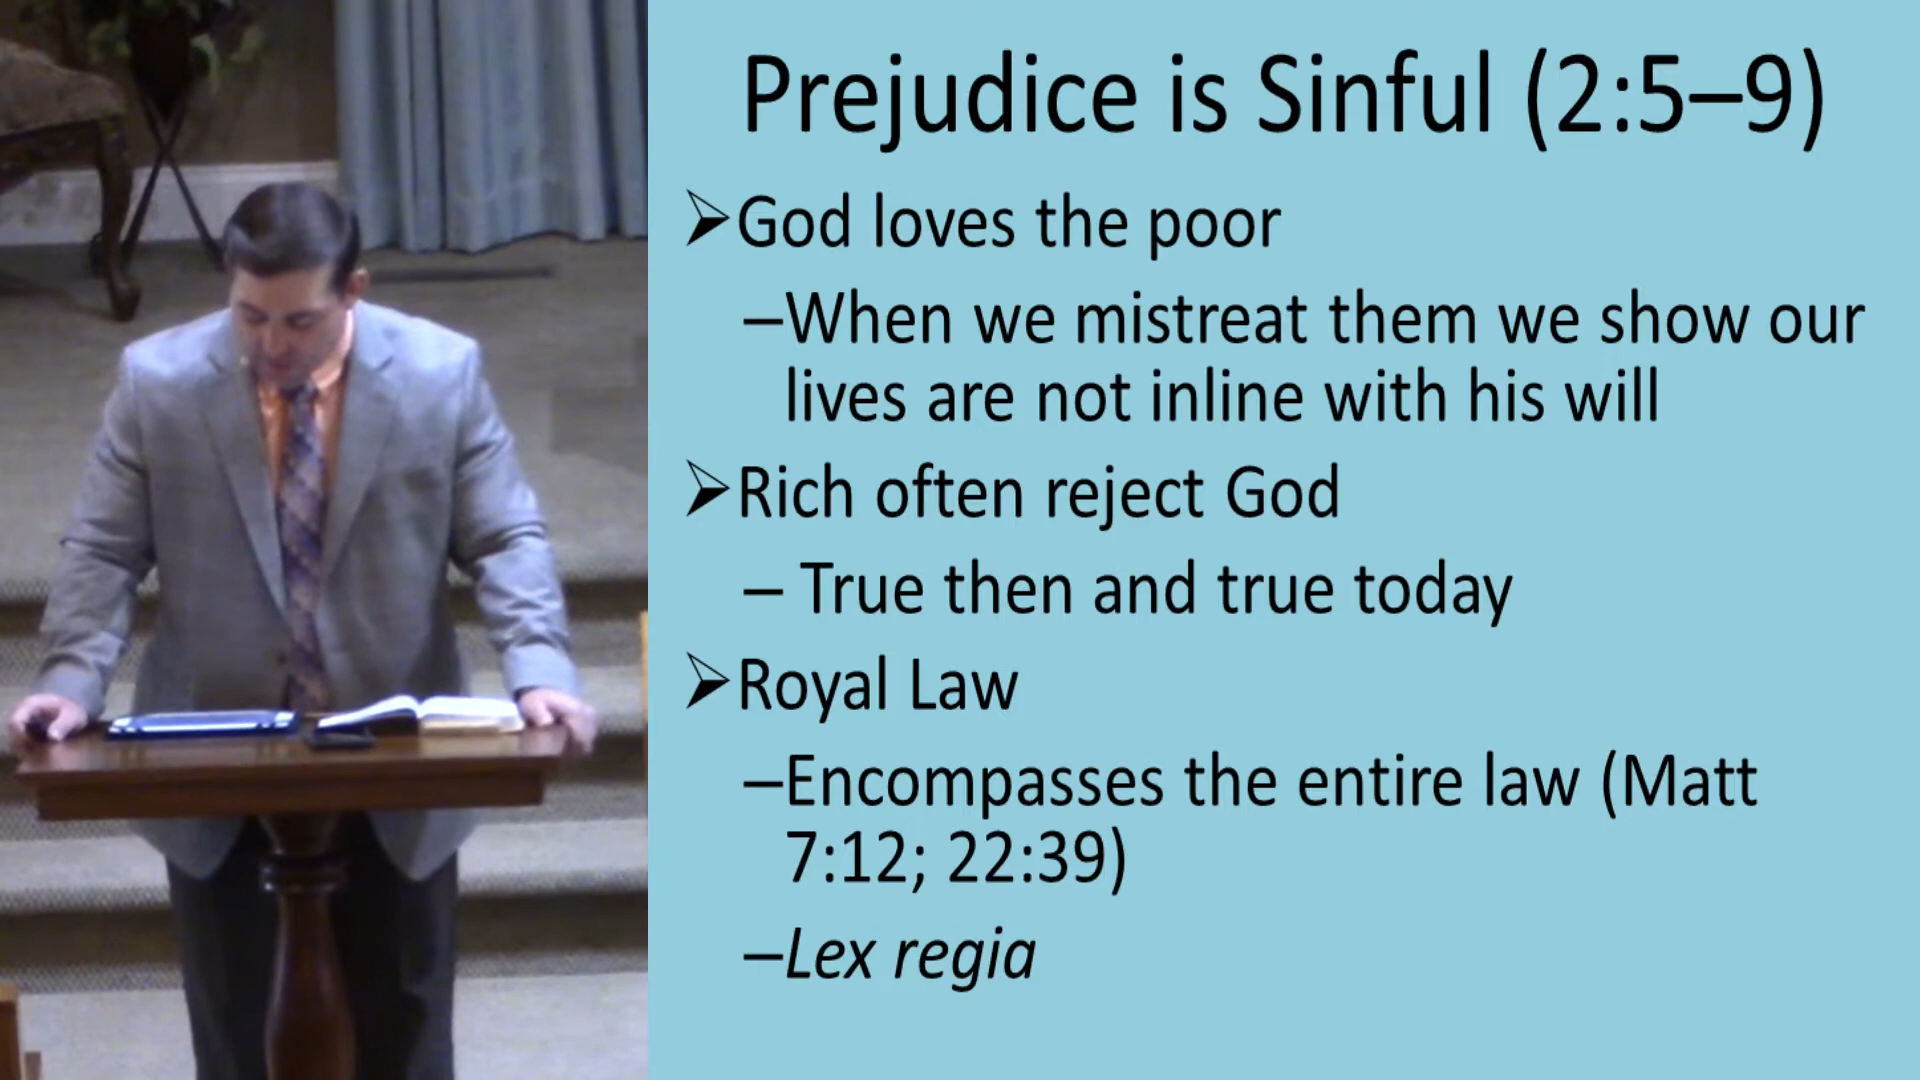 Prejudice is Sinful (2:5–9)
➢God loves the poor
–When we mistreat them we show our
lives are not inline with his will
➢Rich often reject God
– True then and true today
➢Royal Law
–Encompasses the entire law (Matt
7:12; 22:39)
–Lex regia